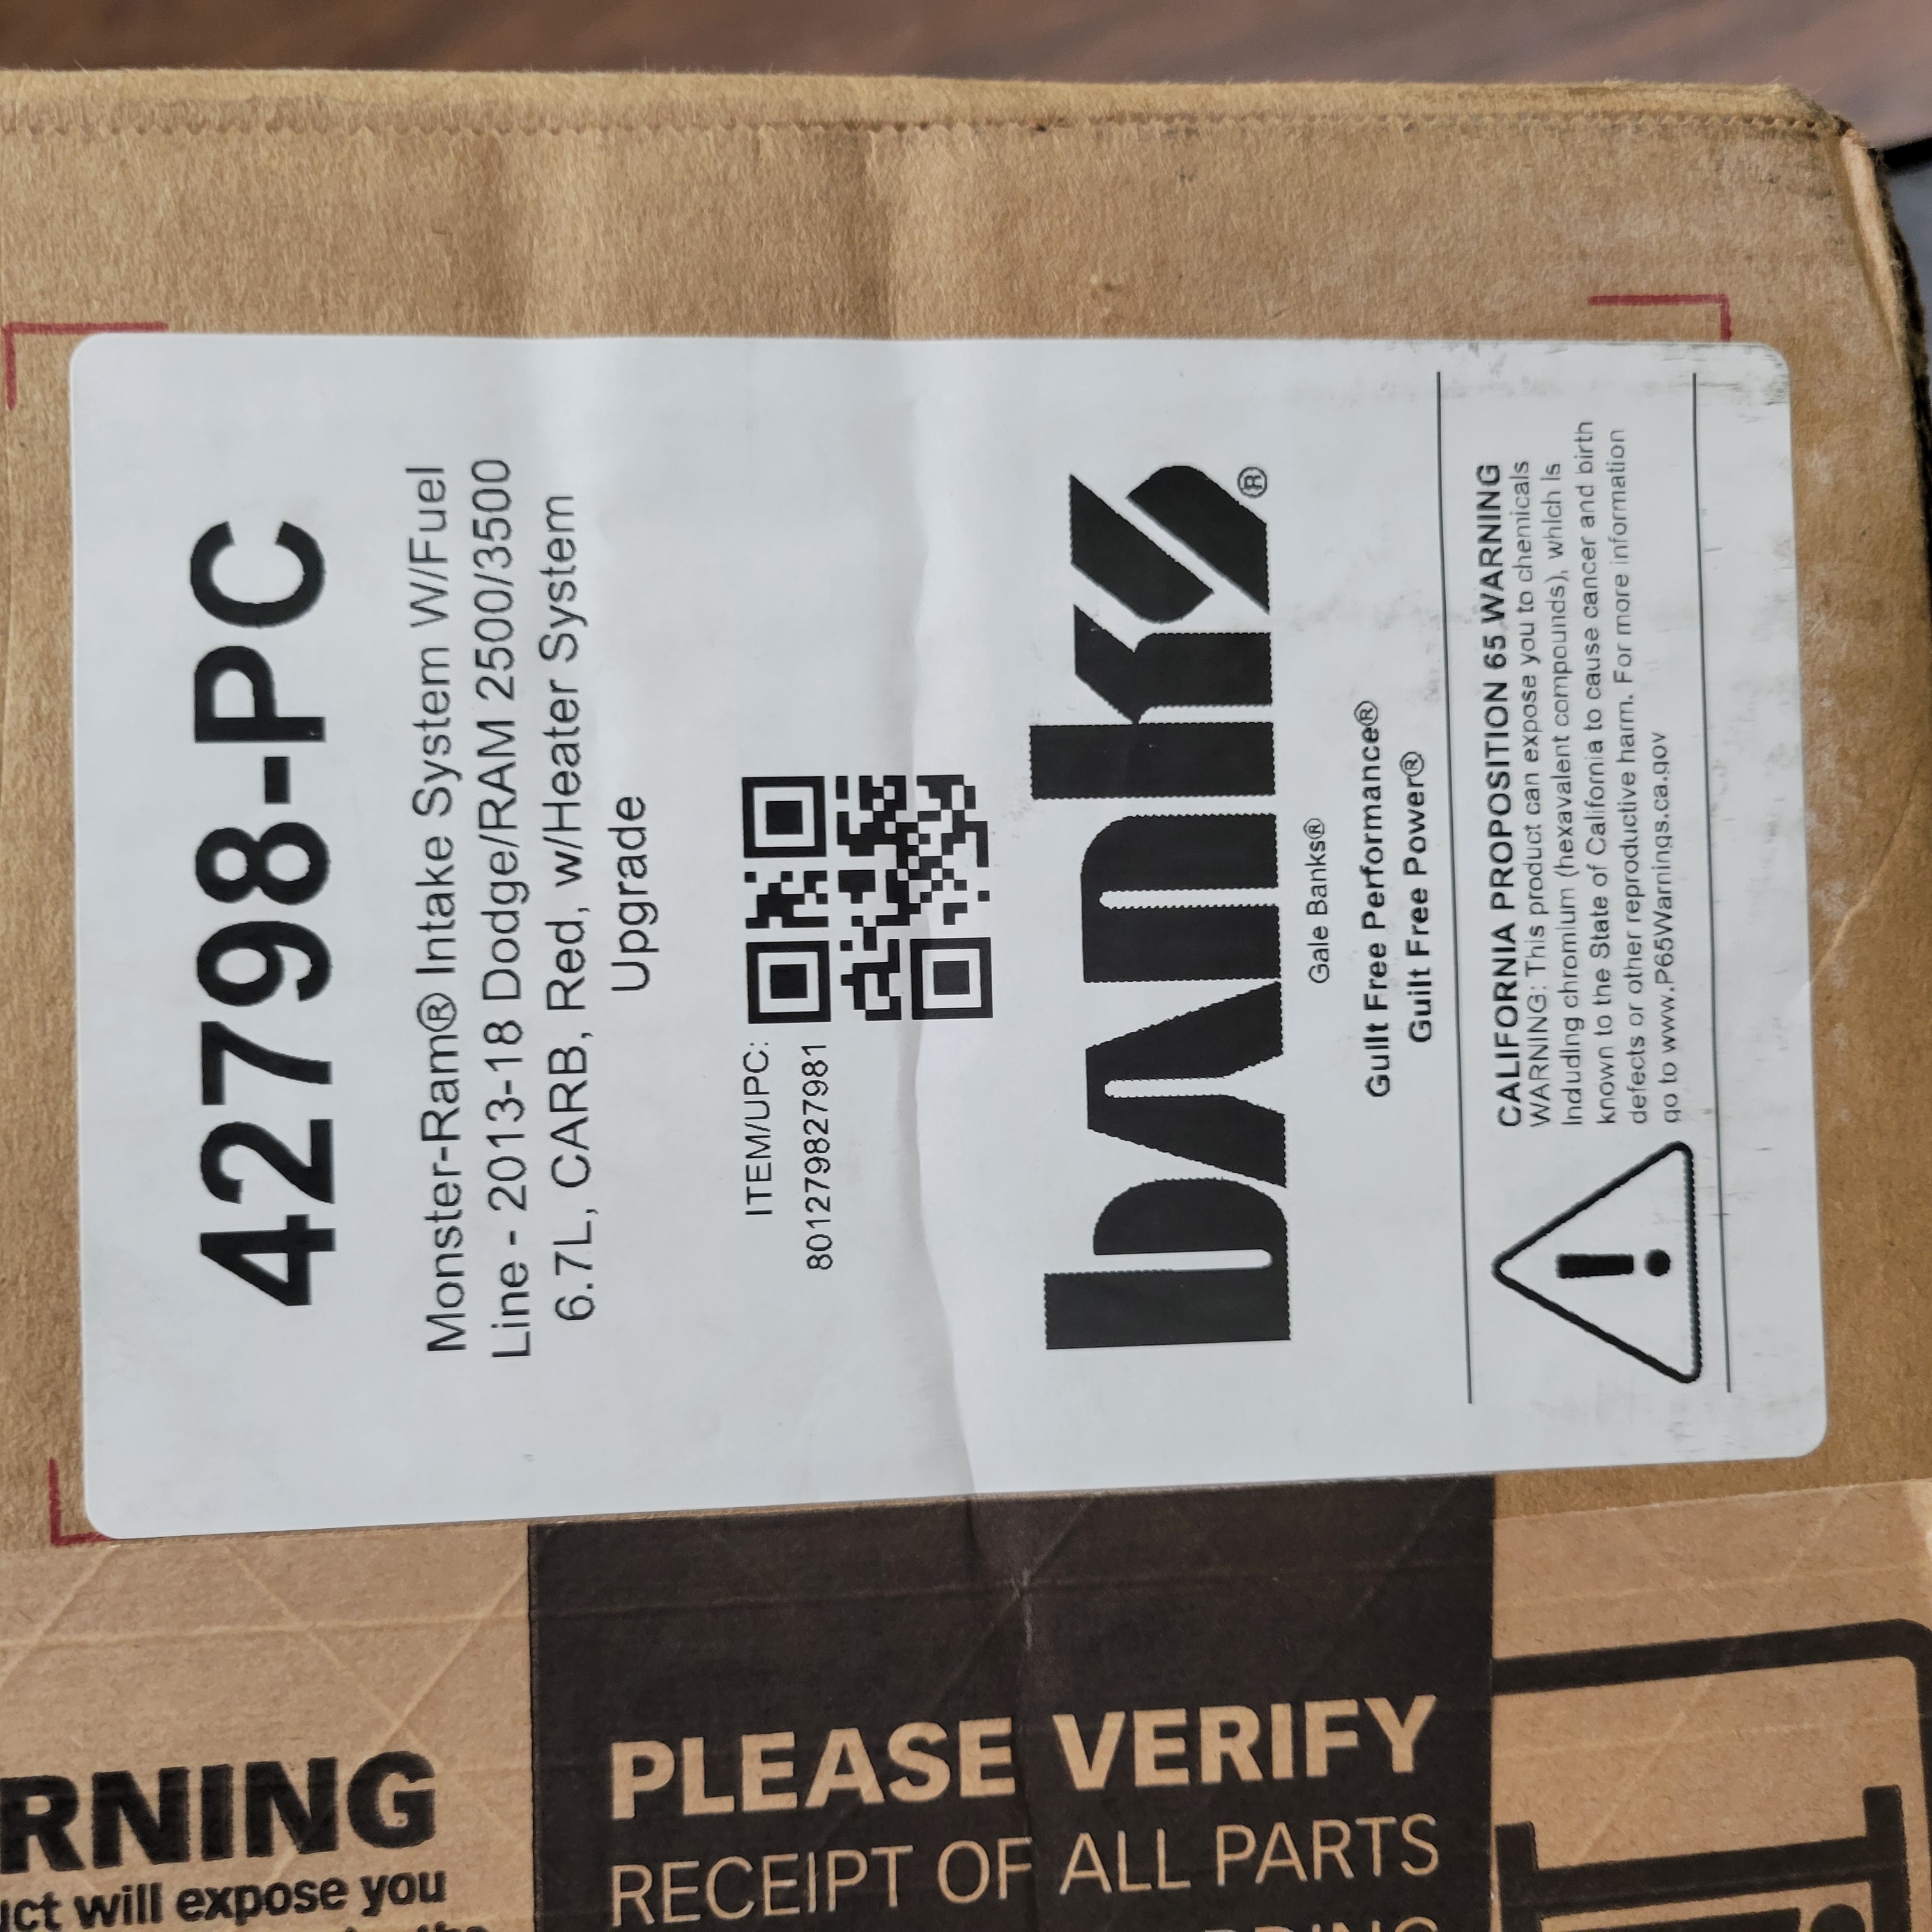 42798-PC
Monster-Ram® Intake System W/Fuel
Line - 2013-18 Dodge/RAM 2500/3500
6.7L, CARB, Red, w/Heater System
Upgrade
ITEM/UPC:
801279827981
banks®
Gale Banks®
Guilt Free Performance®
Guilt Free Power®
CALIFORNIA PROPOSITION 65 WARNING
WARNING: This product can expose you to chemicals
including chromium (hexavalent compounds), which is
known to the State of California to cause cancer and birth
defects or other reproductive harm. For more information
go to www.P65Warnings.ca.gov
!
RNING
uct will expose you
PLEASE VERIFY
RECEIPT OF ALL PARTS